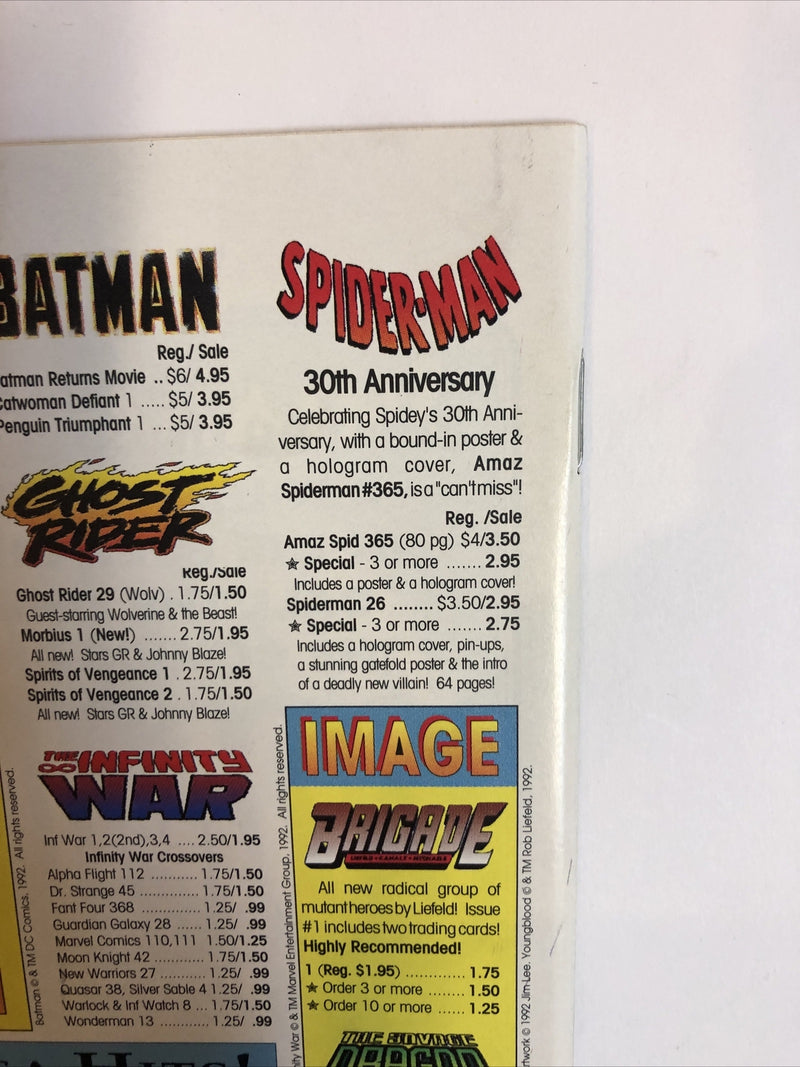 BATMAN
Reg./ Sale
atman Returns Movie .. $6/ 4.95
Catwoman Defiant 1 ..... $5/ 3.95
Penguin Triumphant 1 ... $5/ 3.95
GHOST
RIDER
Reg./Sale
Ghost Rider 29 (Wolv) . 1.75/1.50
Guest-starring Wolverine & the Beast!
Morbius 1 (New!) ....... 2.75/1.95
All new! Stars GR & Johnny Blaze!
Spirits of Vengeance 1 . 2.75/1.95
Spirits of Vengeance 2 . 1.75/1.50
All new! Stars GR & Johnny Blaze!
THE INFINITY
WAR
Inf War 1,2(2nd),3,4 .... 2.50/1.95
Infinity War Crossovers
Alpha Flight 112 ........... 1.75/1.50
Dr. Strange 45 .............. 1.75/1.50
Fant Four 368 .............. 1.25/ .99
Guardian Galaxy 28 ...... 1.25/ .99
Marvel Comics 110,111 1.50/1.25
Moon Knight 42 ........... 1.75/1.50
New Warriors 27 .......... 1.25/ .99
Quasar 38, Silver Sable 4 1.25/ .99
Warlock & Inf Watch 8 ... 1.75/1.50
Wonderman 13 ............ 1.25/ .99
Batman © & TM DC Comics. 1992. All rights reserved.
HITS!
SPIDER-MAN
30th Anniversary
Celebrating Spidey's 30th Anni-
versary, with a bound-in poster &
a hologram cover, Amaz
Spiderman #365, is a "can't miss"!
Reg. /Sale
Amaz Spid 365 (80 pg) $4/3.50
★ Special - 3 or more ....... 2.95
Includes a poster & a hologram cover!
Spiderman 26 ........ $3.50/2.95
★ Special - 3 or more ....... 2.75
Includes a hologram cover, pin-ups,
a stunning gatefold poster & the intro
of a deadly new villain! 64 pages!
IMAGE
BRIGADE
All new radical group of
mutant heroes by Liefeld! Issue
#1 includes two trading cards!
Highly Recommended!
1 (Reg. $1.95) .............. 1.75
★ Order 3 or more ........ 1.50
★ Order 10 or more ...... 1.25
THE SAVAGE
DRAGON
ity War © & TM Marvel Entertainment Group, 1992. All rights reserved.
rtwork © 1992 Jim-Lee. Youngblood © & TM Rob Liefeld, 1992.